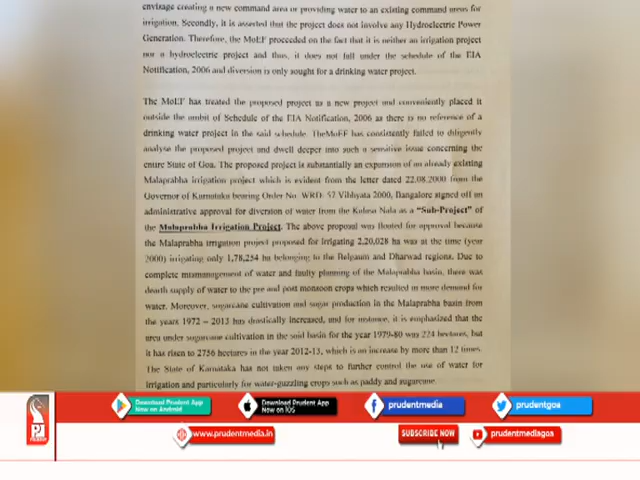 envisage creating a new command area or providing water to an existing command areas for
irrigation. Secondly, it is asserted that the project does not involve any Hydroelectric Power
Generation. Therefore, the MoEF proceeded on the fact that it is neither an irrigation project
nor a hydroelectric project and thus, it does not fall under the schedule of the EIA
Notification, 2006 and diversion is only sought for a drinking water project.
The MoEF has treated the proposed project as a new project and conveniently placed it
outside the ambit of Schedule of the EIA Notification, 2006 as there is no reference of a
drinking water project in the said schedule. TheMoEF has consistently failed to diligently
analyse the proposed project and dwell deeper into such a sensitive issue concerning the
entire State of Goa. The proposed project is substantially an expansion of an already existing
Malaprabha irrigation project which is evident from the letter dated 22.08.2000 from the
Governor of Karnataka bearing Order No. WRD: 57 Vibhyata 2000, Bangalore signed off an
administrative approval for diversion of water from the Kalasa Nala as a “Sub-Project” of
the Malaprabha Irrigation Project. The above proposal was floated for approval because
the Malaprabha irrigation project proposed for irrigating 2,20,028 ha was at the time (year
2000) irrigating only 1,78,254 ha belonging to the Belgaum and Dharwad regions. Due to
complete mismanagement of water and faulty planning of the Malaprabha basin, there was
dearth supply of water to the pre and post monsoon crops which resulted in more demand for
water. Moreover, sugarcane cultivation and sugar production in the Malaprabha basin from
the years 1972 – 2013 has drastically increased, and for instance, it is emphasized that the
area under sugarcane cultivation in the said basin for the year 1979-80 was 224 hectares, but
it has risen to 2756 hectares in the year 2012-13, which is an increase by more than 12 times.
The State of Karnataka has not taken any steps to further control the use of water for
irrigation and particularly for water-guzzling crops such as paddy and sugarcane.
Download Prudent App
Now on Android
Download Prudent App
Now on IOS
prudentmedia
prudentgoa
www.prudentmedia.in
SUBSCRIBE NOW
prudentmediagoa